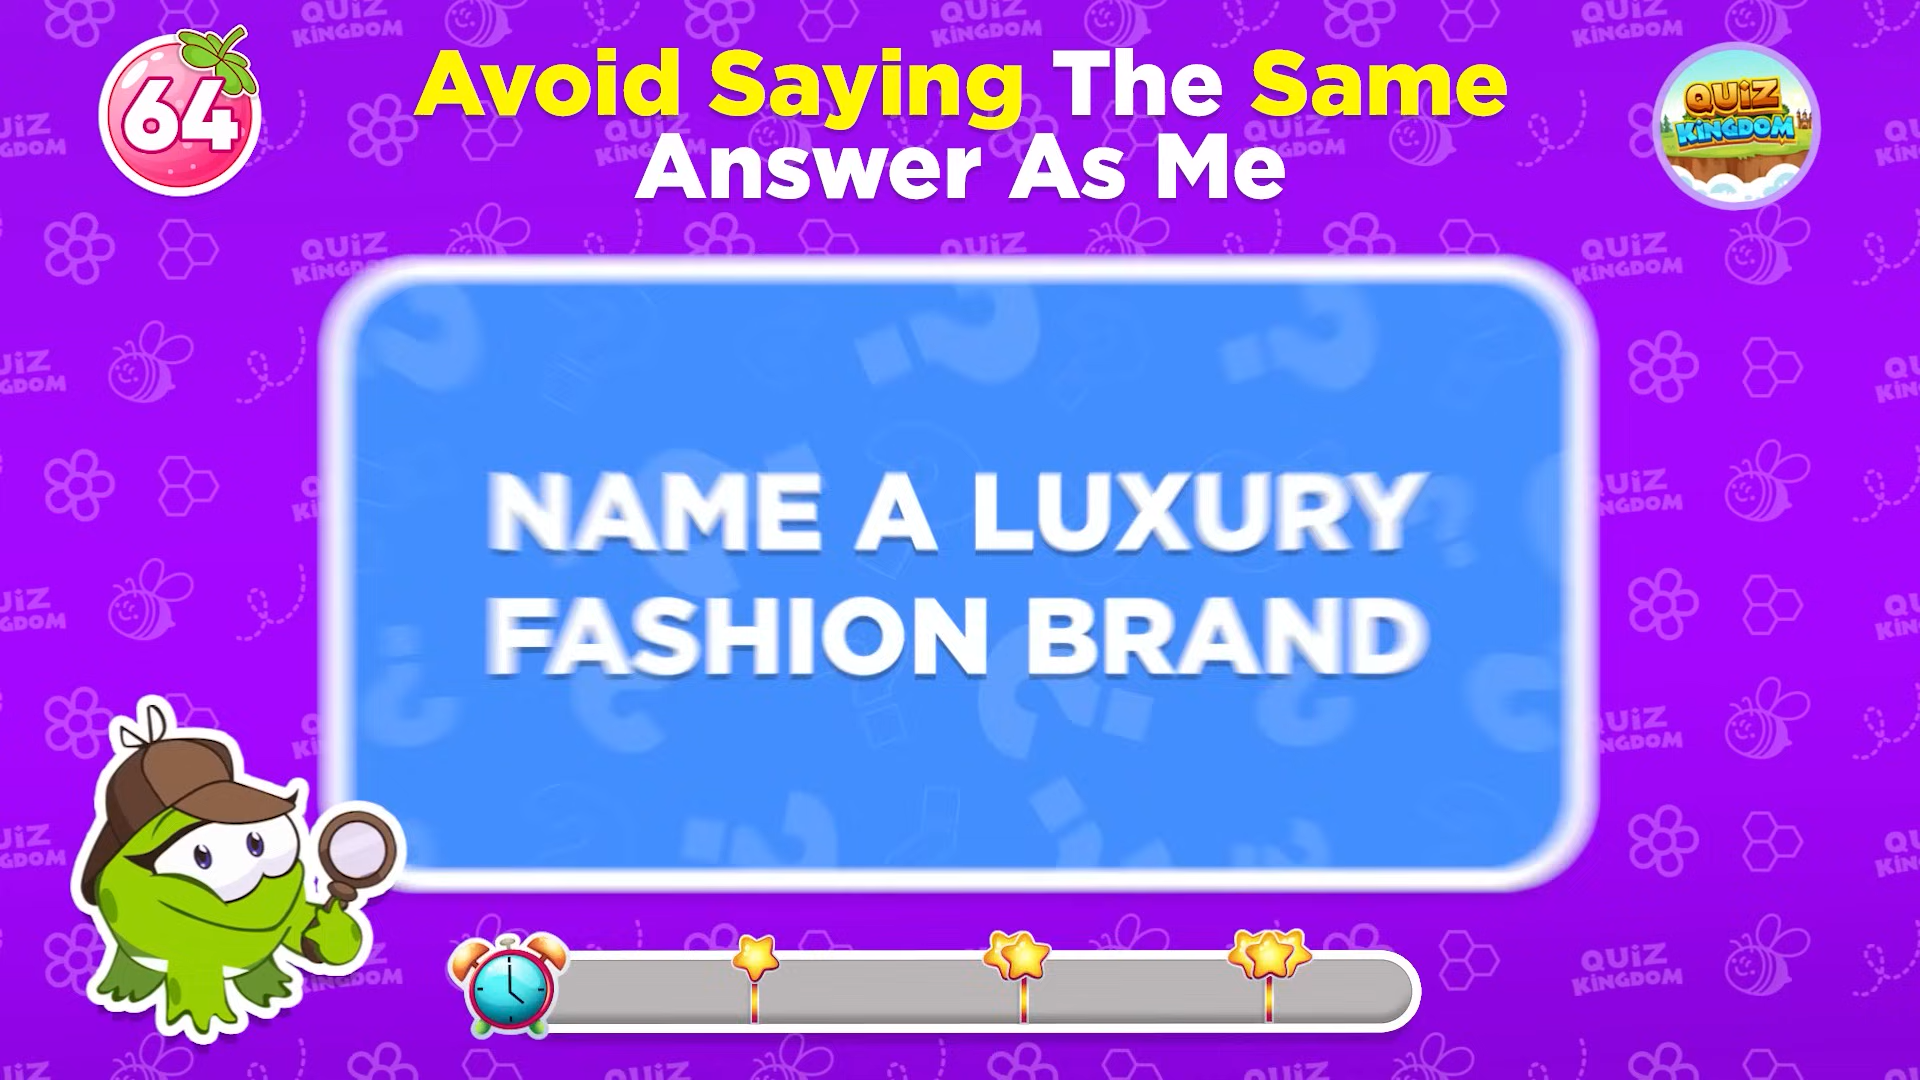 64
Avoid Saying The Same
Answer As Me
QUIZ
KINGDOM
NAME A LUXURY
FASHION BRAND